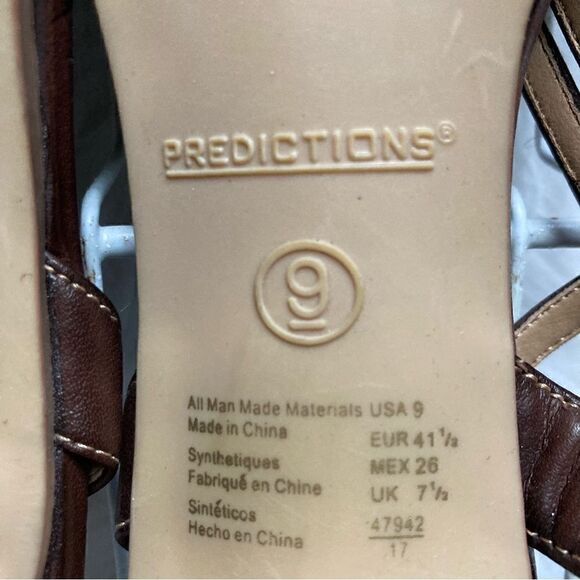 PREDICTIONS®
9
All Man Made Materials USA 9
Made in China EUR 41 1/2
Synthetiques MEX 26
Fabriqué en Chine UK 7 1/2
Sintéticos 47942
Hecho en China 17